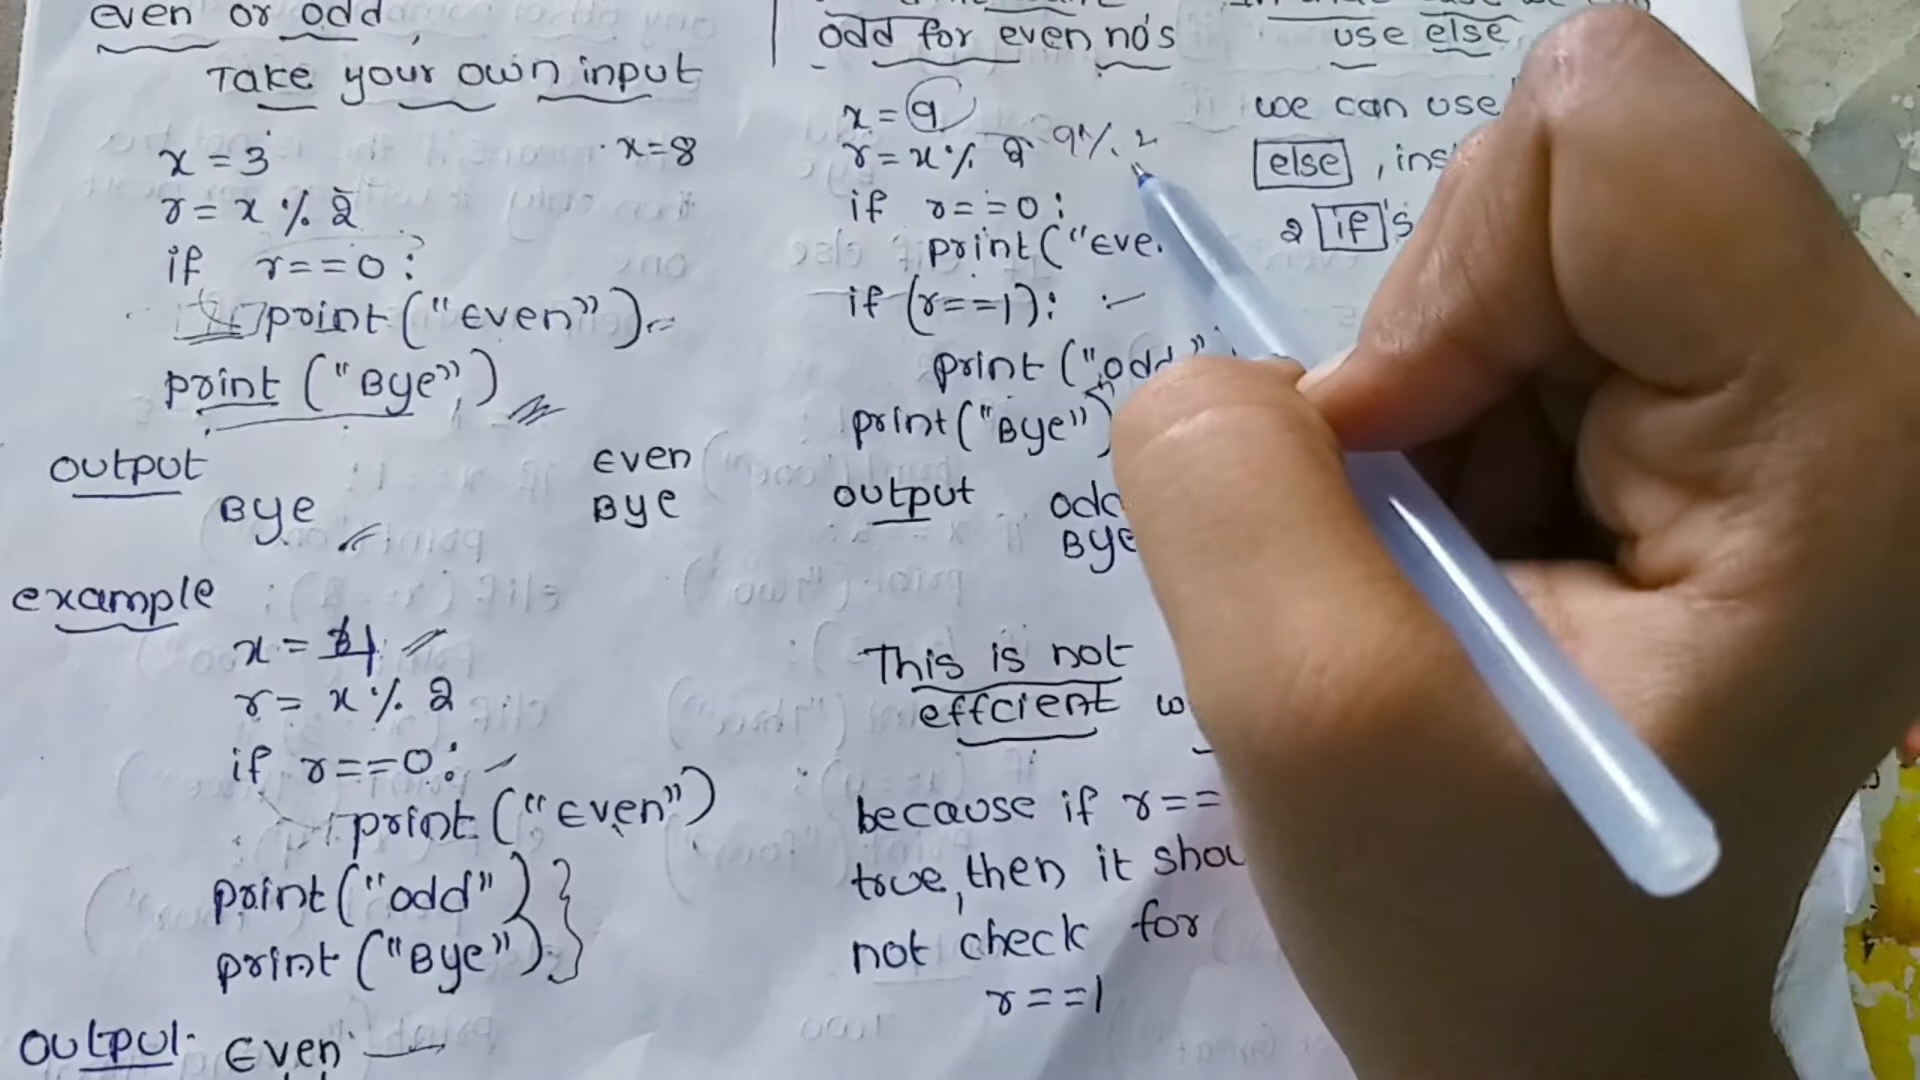 even or odd,
Take your own input
x = 3
x=8
r = x % 2
if r==0:
print("Even")
print("Bye")
output
Bye
Even
Bye
example
x =
r= x % 2
if r==0:
print("Even")
print("odd")
print("Bye")
output
Even
odd for even no's
x = 9
r= x % 2 9% 2
if r==0:
print("Eve
if (r==1):
print("odd"
print("Bye")
output
Bye
This is not
effcient
because if r==
true, then it
not check for
r==1
use else
we can use
else,
2 if's